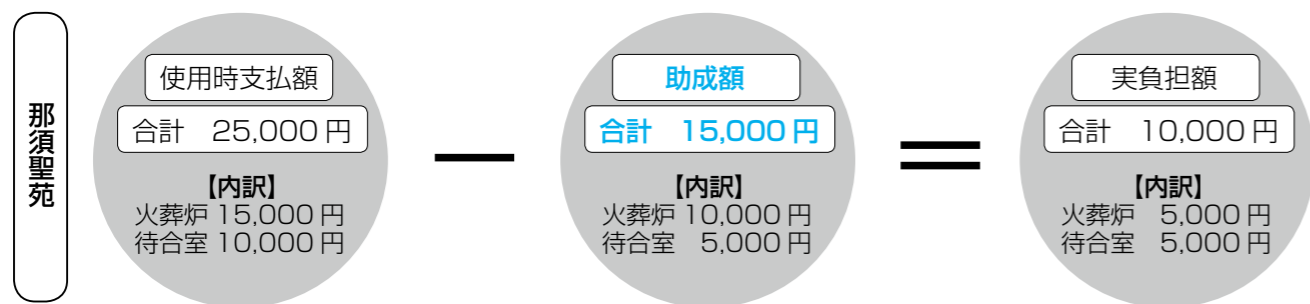 那須聖苑
使用時支払額
合計　25,000 円
【内訳】
火葬炉 15,000 円
待合室 10,000 円
―
助成額
合計　15,000 円
【内訳】
火葬炉 10,000 円
待合室　5,000 円
＝
実負担額
合計　10,000 円
【内訳】
火葬炉　5,000 円
待合室　5,000 円